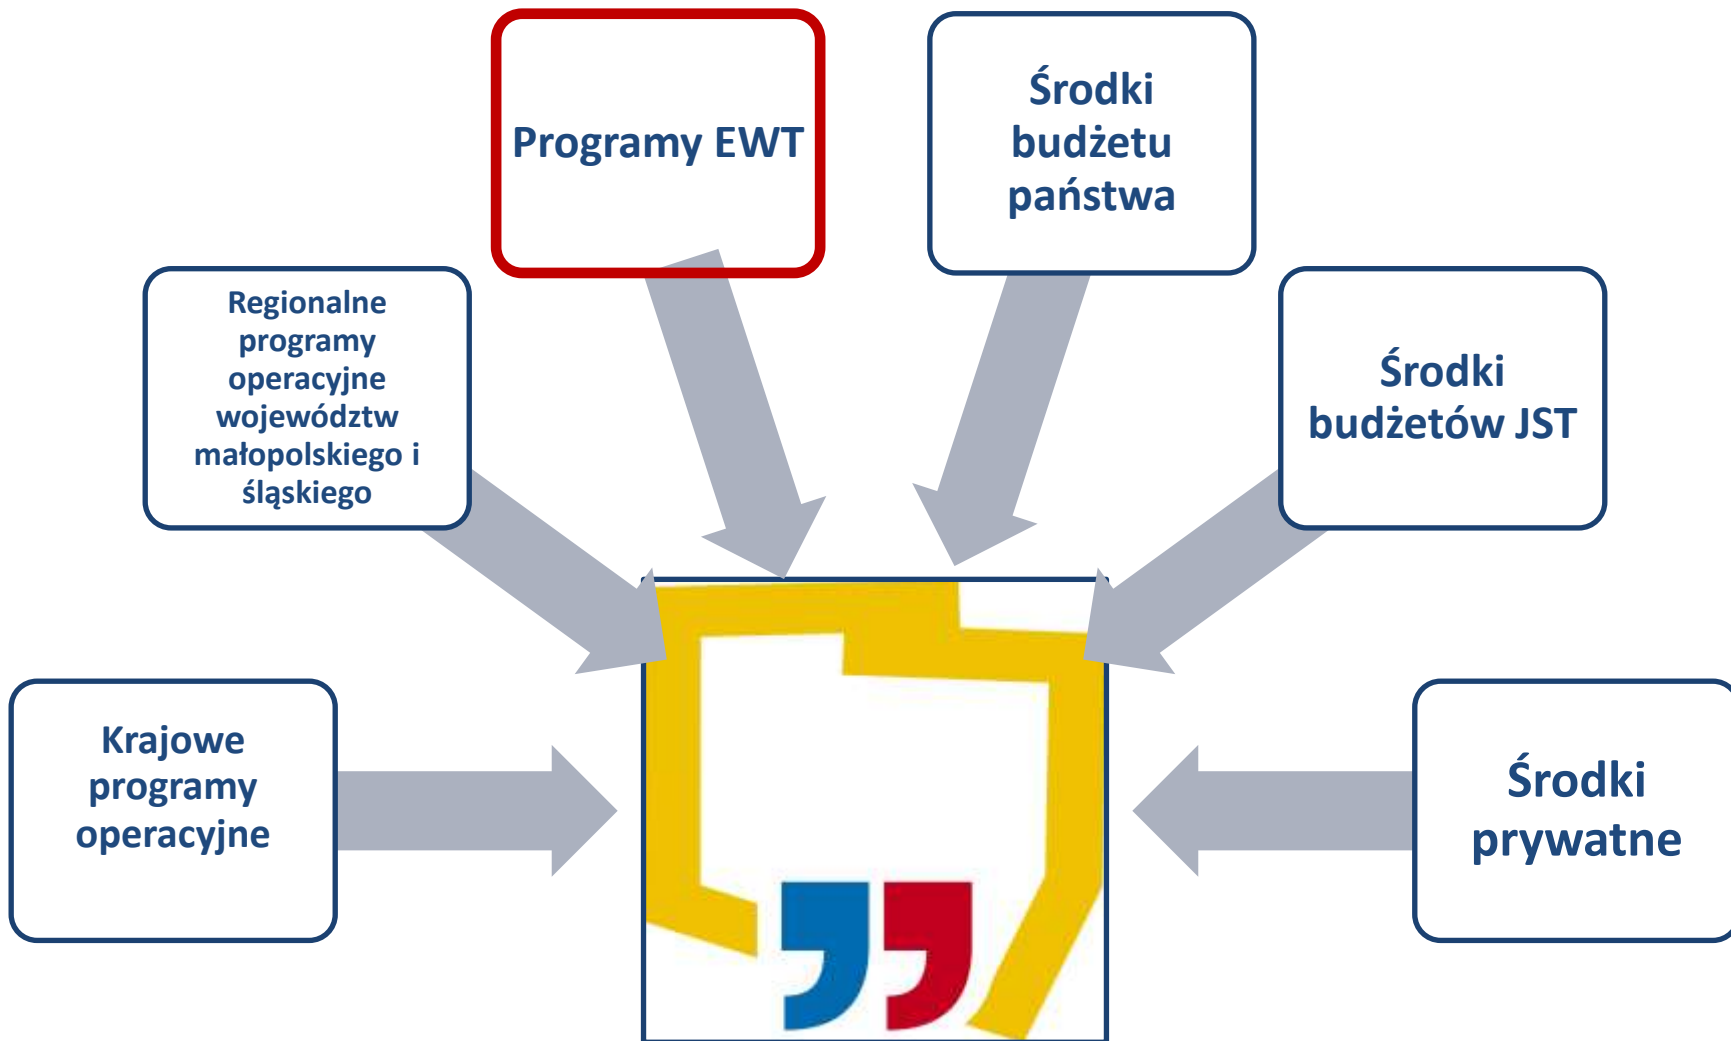 Programy EWT
Środki
budżetu
państwa
Regionalne
programy
operacyjne
województw
małopolskiego i
śląskiego
Środki
budżetów JST
Krajowe
programy
operacyjne
Środki
prywatne